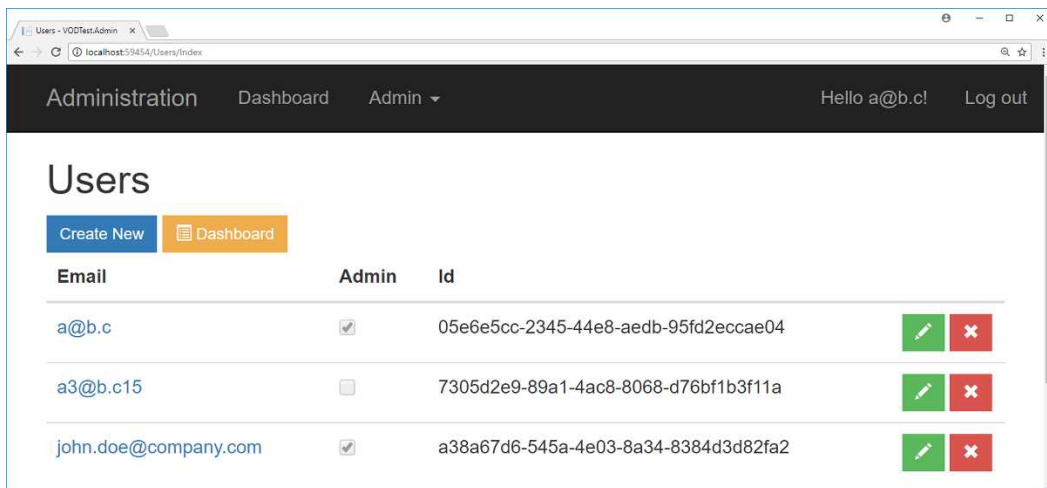 Users - VODTest.Admin
localhost:59454/Users/Index
Administration Dashboard Admin Hello a@b.c! Log out
Users
Create New Dashboard
Email Admin Id
a@b.c 05e6e5cc-2345-44e8-aedb-95fd2eccae04
a3@b.c15 7305d2e9-89a1-4ac8-8068-d76bf1b3f11a
john.doe@company.com a38a67d6-545a-4e03-8a34-8384d3d82fa2